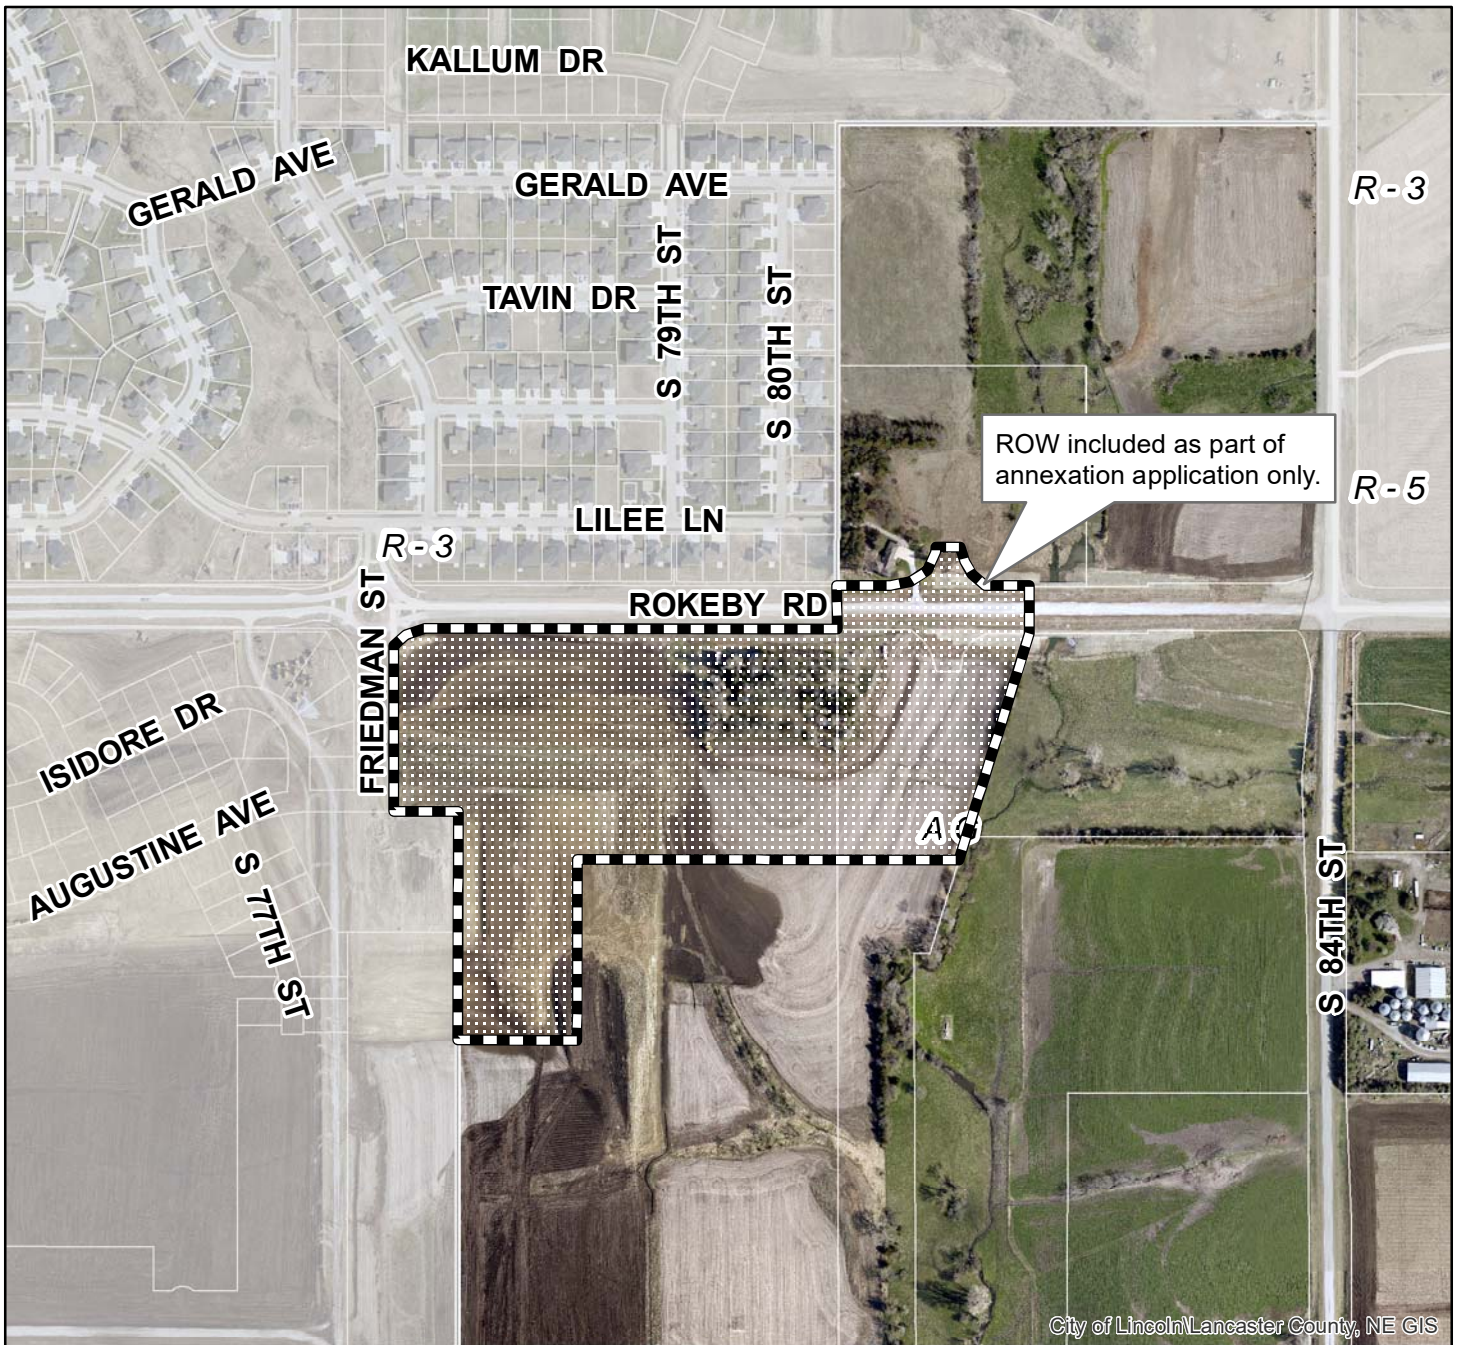 KALLUM DR
GERALD AVE
GERALD AVE
R - 3
S 79TH ST
TAVIN DR
S 80TH ST
ROW included as part of
annexation application only.
R - 5
LILEE LN
R - 3
FRIEDMAN ST
ROKEBY RD
ISIDORE DR
AUGUSTINE AVE
S 77TH ST
AG
S 84TH ST
City of Lincoln\Lancaster County, NE GIS